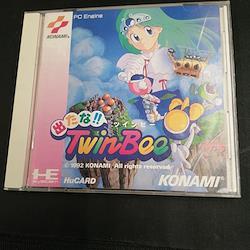 KONAMI
PC Engine
出たな!!
ツインビー
TwinBee
© 1992 KONAMI, All rights reserved.
HuCARD
KONAMI